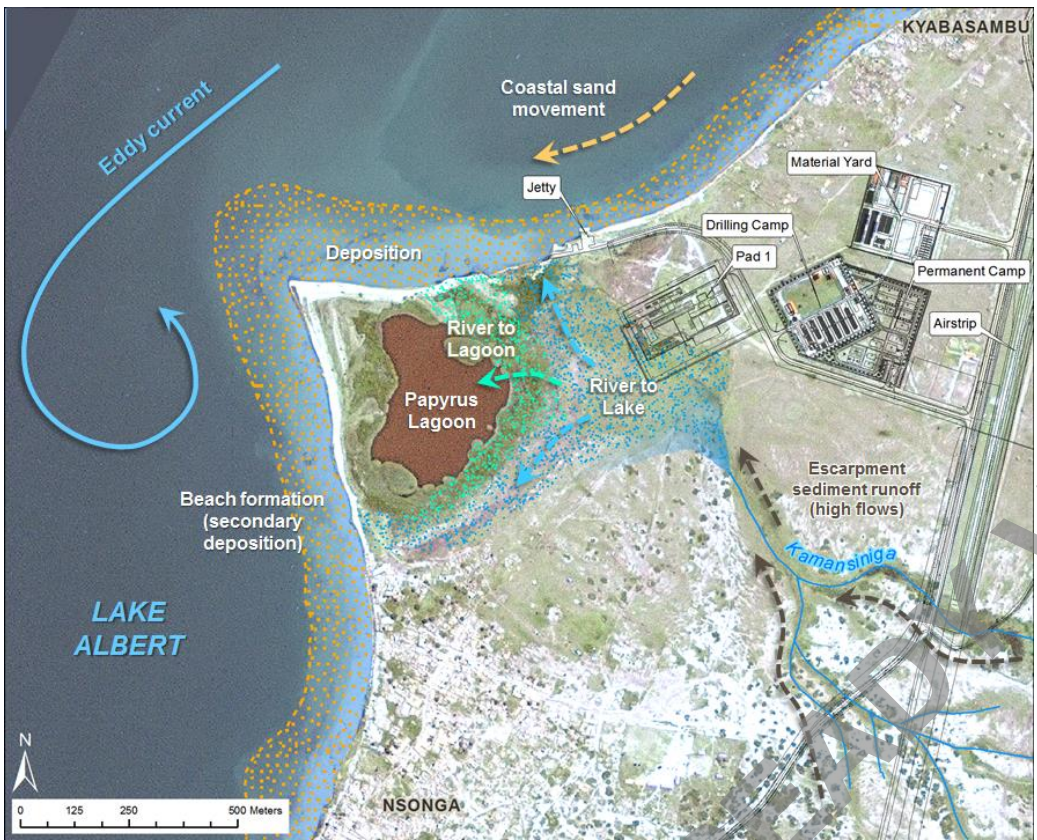 KYABASAMBU
Eddy current
Coastal sand
movement
Material Yard
Jetty
Drilling Camp
Deposition
Pad 1
Permanent Camp
Airstrip
River to
Lagoon
River to
Lake
Papyrus
Lagoon
Escarpment
sediment runoff
(high flows)
Beach formation
(secondary
deposition)
Kamansiniga
LAKE
ALBERT
N
0 125 250 500 Meters
NSONGA